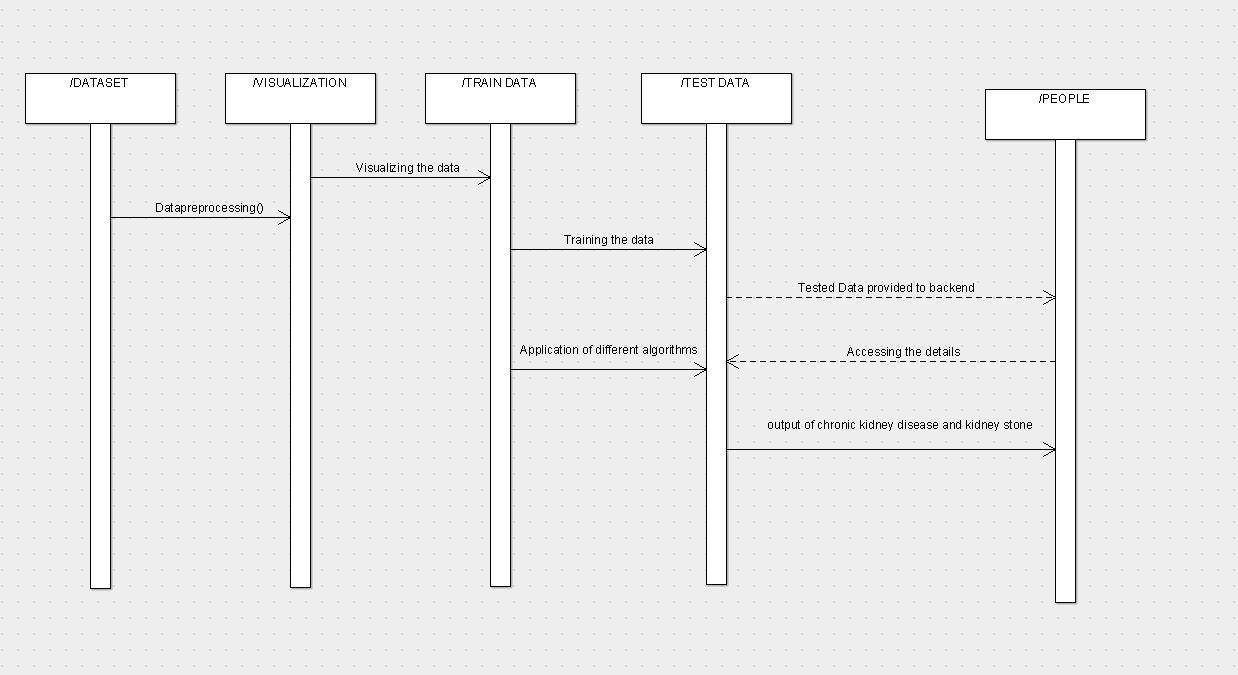 /DATASET
/VISUALIZATION
/TRAIN DATA
/TEST DATA
/PEOPLE
Visualizing the data
Datapreprocessing()
Training the data
Tested Data provided to backend
Application of different algorithms
Accessing the details
output of chronic kidney disease and kidney stone